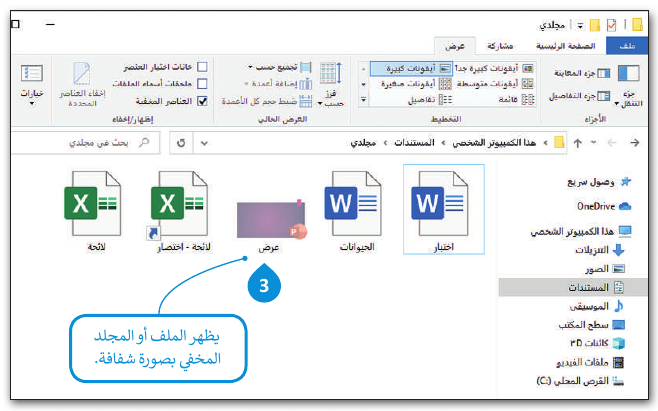 مجلدي
ملف
الصفحة الرئيسية
مشاركة
عرض
جزء التنقل
جزء المعاينة
جزء التفاصيل
الأجزاء
أيقونات كبيرة جداً
أيقونات كبيرة
أيقونات متوسطة
أيقونات صغيرة
قائمة
تفاصيل
التخطيط
فرز حسب
تجميع حسب
إضافة أعمدة
ضبط حجم كل الأعمدة
العرض الحالي
خانات اختيار العنصر
ملحقات أسماء الملفات
العناصر المخفية
إخفاء العناصر المحددة
إظهار/إخفاء
خيارات
هذا الكمبيوتر الشخصي
المستندات
مجلدي
بحث في مجلدي
وصول سريع
OneDrive
هذا الكمبيوتر الشخصي
التنزيلات
الصور
المستندات
الموسيقى
سطح المكتب
كائنات ٣D
ملفات الفيديو
القرص المحلي (C:)
اختبار
الحيوانات
عرض
لائحة - اختصار
لائحة
3
يظهر الملف أو المجلد
المخفي بصورة شفافة.